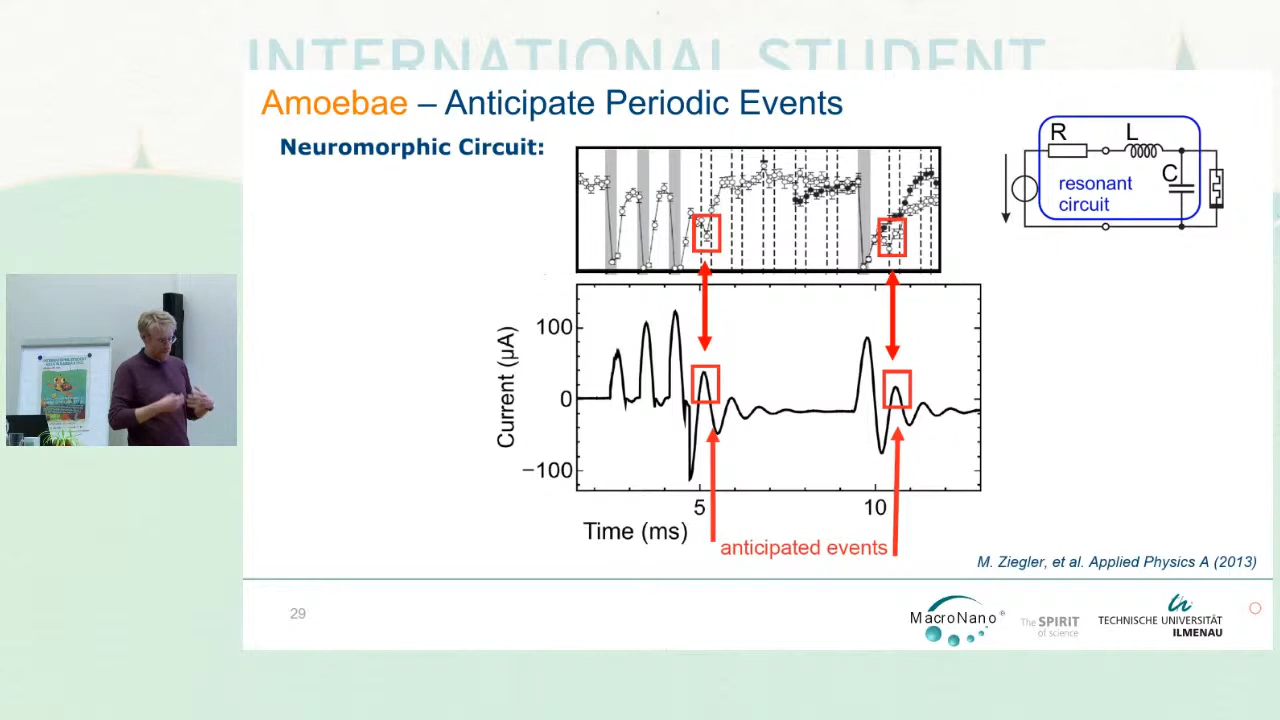 INTERNATIONAL STUDENT
Amoebae – Anticipate Periodic Events
Neuromorphic Circuit:
R
L
C
resonant
circuit
Current (µA)
100
0
−100
5
10
Time (ms)
anticipated events
M. Ziegler, et al. Applied Physics A (2013)
29
MacroNano®
The SPIRIT
of science
TECHNISCHE UNIVERSITÄT
ILMENAU